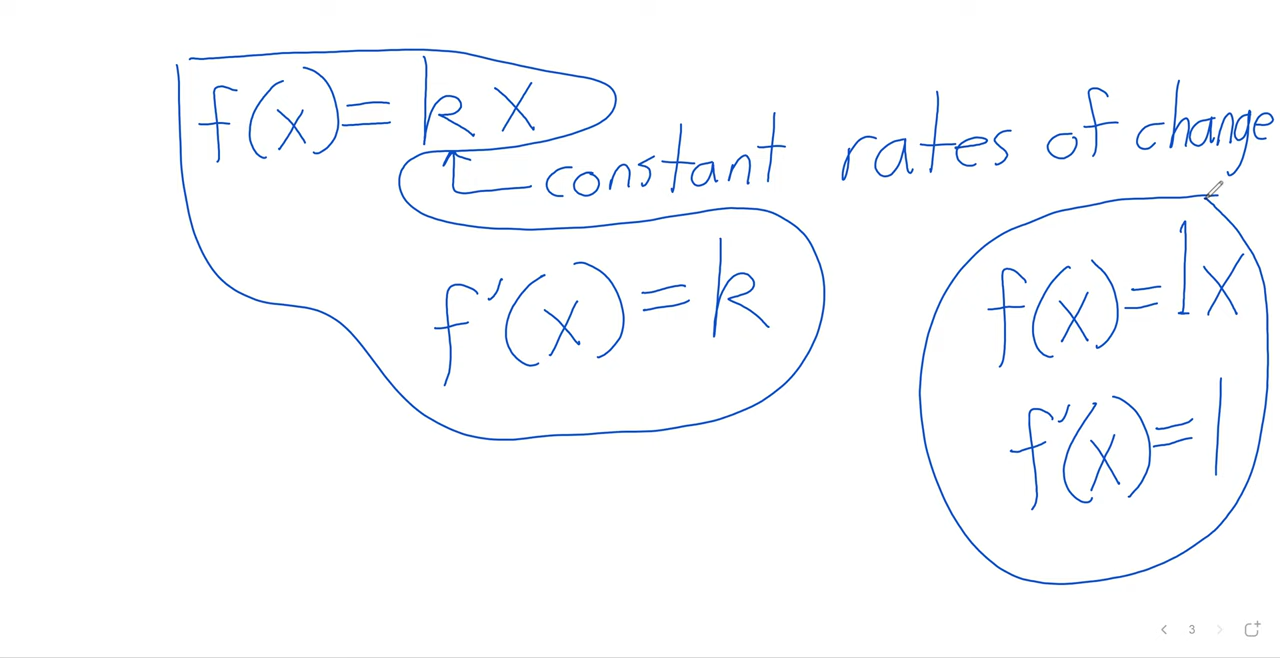 f(x) = kx
constant rates of change
f'(x) = k
f(x) = 1x
f'(x) = 1
3